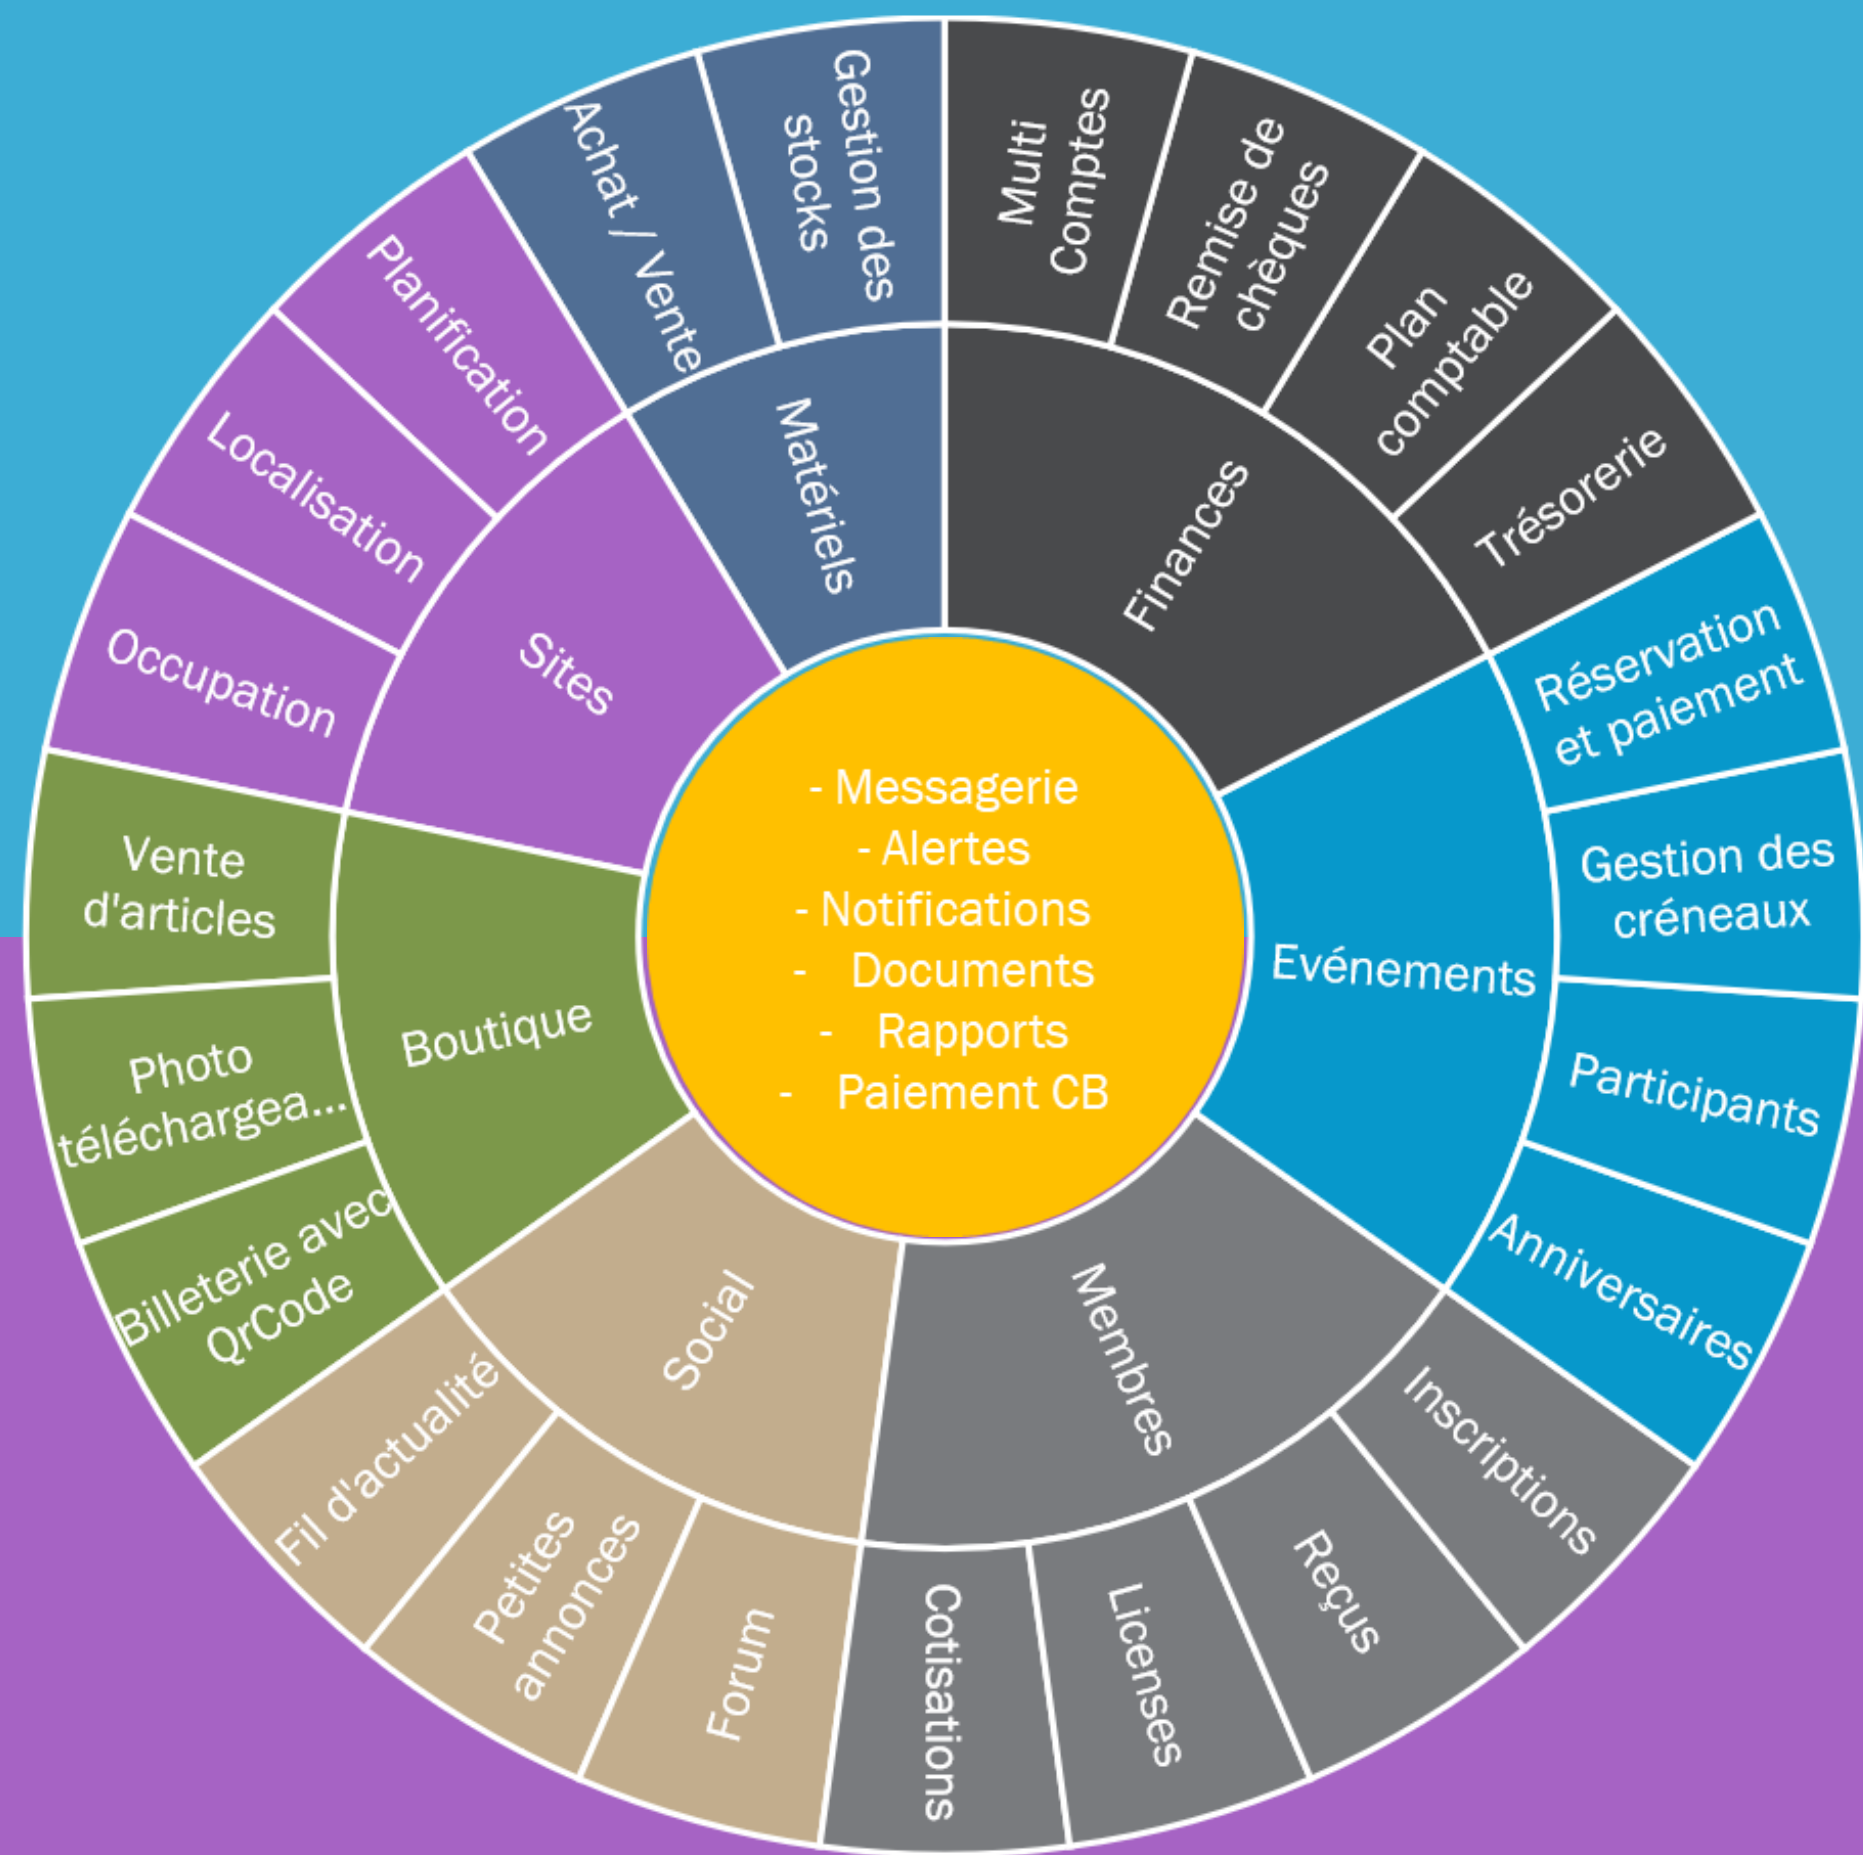 - Messagerie
- Alertes
- Notifications
- Documents
- Rapports
- Paiement CB
Finances
Multi
Comptes
Remise de
chèques
Plan
comptable
Trésorerie
Evénements
Réservation
et paiement
Gestion des
créneaux
Participants
Anniversaires
Membres
Inscriptions
Reçus
Licenses
Cotisations
Social
Forum
Petites
annonces
Fil d'actualité
Boutique
Billeterie avec
QrCode
Photo
téléchargea...
Vente
d'articles
Sites
Occupation
Localisation
Planification
Matériels
Achat / Vente
Gestion des
stocks